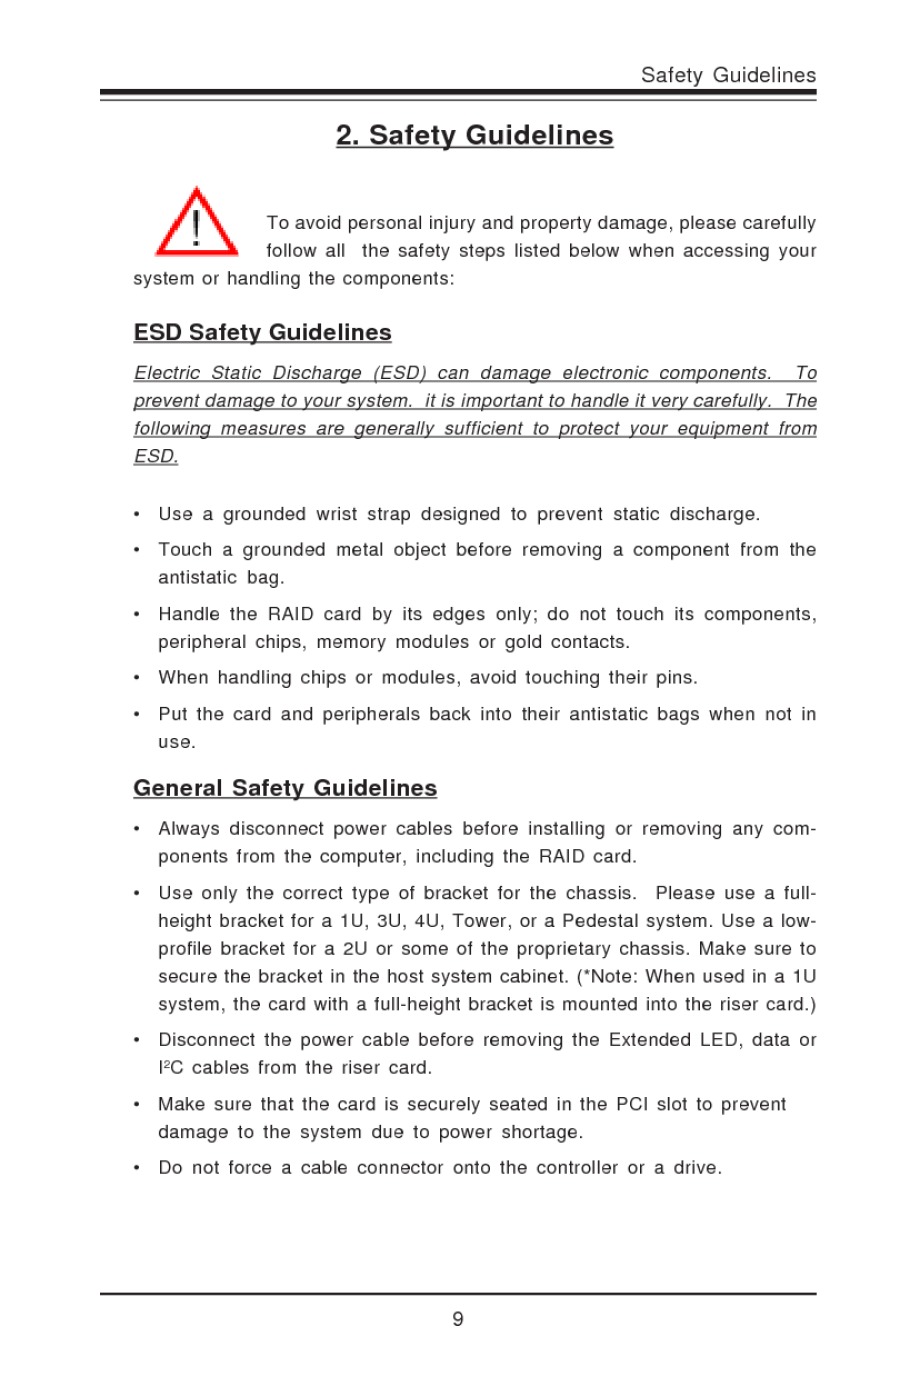 Safety Guidelines
2. Safety Guidelines
!
To avoid personal injury and property damage, please carefully
follow all  the safety steps listed below when accessing your
system or handling the components:
ESD Safety Guidelines
Electric Static Discharge (ESD) can damage electronic components.  To
prevent damage to your system.  it is important to handle it very carefully.  The
following measures are generally sufficient to protect your equipment from
ESD.
• Use a grounded wrist strap designed to prevent static discharge.
• Touch a grounded metal object before removing a component from the
antistatic bag.
• Handle the RAID card by its edges only; do not touch its components,
peripheral chips, memory modules or gold contacts.
• When handling chips or modules, avoid touching their pins.
• Put the card and peripherals back into their antistatic bags when not in
use.
General Safety Guidelines
• Always disconnect power cables before installing or removing any com-
ponents from the computer, including the RAID card.
• Use only the correct type of bracket for the chassis.  Please use a full-
height bracket for a 1U, 3U, 4U, Tower, or a Pedestal system. Use a low-
profile bracket for a 2U or some of the proprietary chassis. Make sure to
secure the bracket in the host system cabinet. (*Note: When used in a 1U
system, the card with a full-height bracket is mounted into the riser card.)
• Disconnect the power cable before removing the Extended LED, data or
I²C cables from the riser card.
• Make sure that the card is securely seated in the PCI slot to prevent
damage to the system due to power shortage.
• Do not force a cable connector onto the controller or a drive.
9